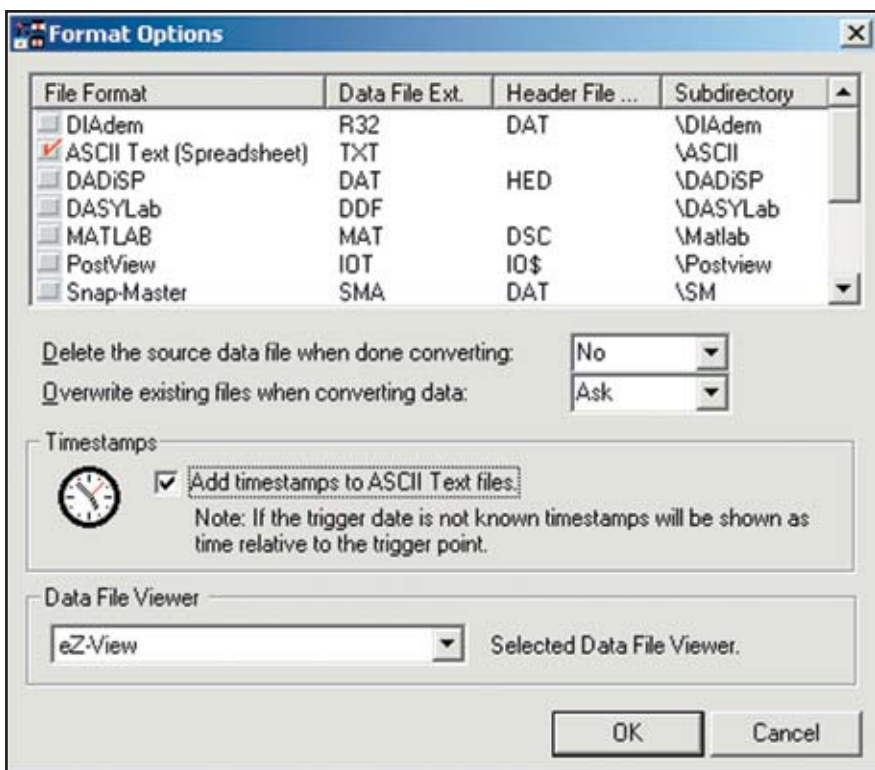 Format Options
File Format Data File Ext. Header File ... Subdirectory
DIAdem R32 DAT \DIAdem
ASCII Text (Spreadsheet) TXT \ASCII
DADiSP DAT HED \DADiSP
DASYLab DDF \DASYLab
MATLAB MAT DSC \Matlab
PostView IOT IO$ \Postview
Snap-Master SMA DAT \SM
Delete the source data file when done converting: No
Overwrite existing files when converting data: Ask
Timestamps
Add timestamps to ASCII Text files.
Note: If the trigger date is not known timestamps will be shown as
time relative to the trigger point.
Data File Viewer
eZ-View Selected Data File Viewer.
OK Cancel